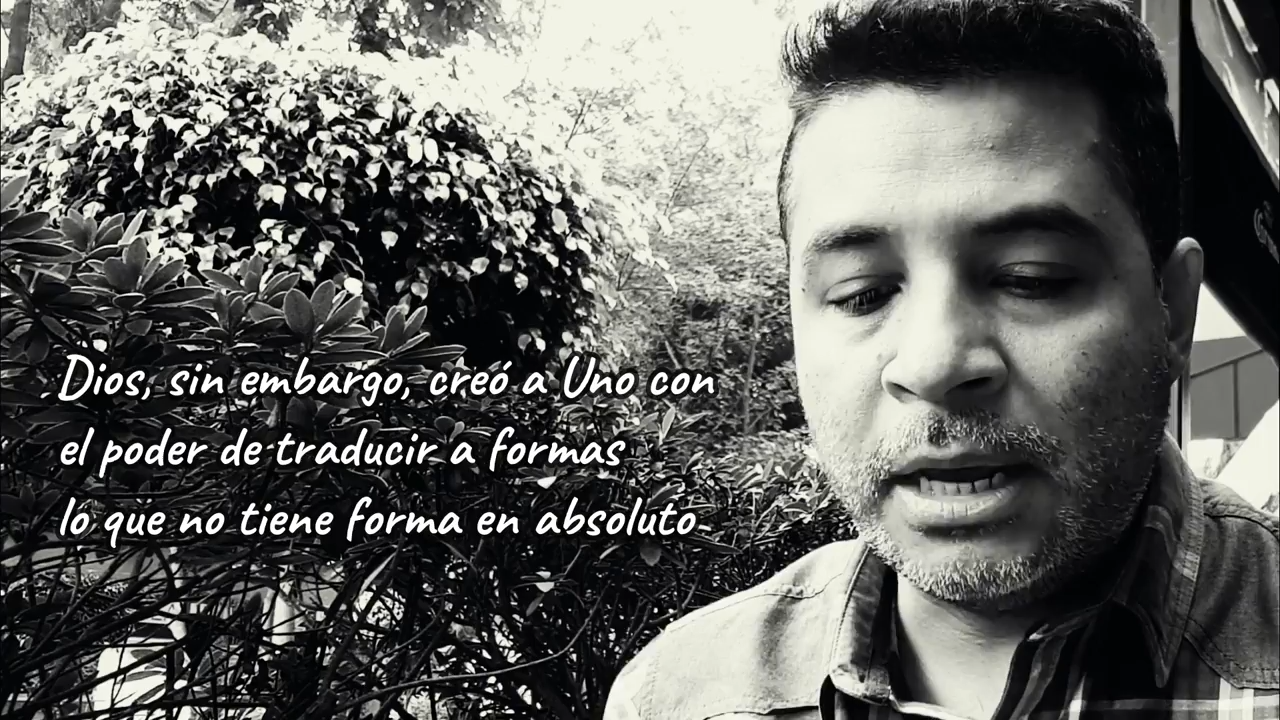 Dios, sin embargo, creó a Uno con
el poder de traducir a formas
lo que no tiene forma en absoluto